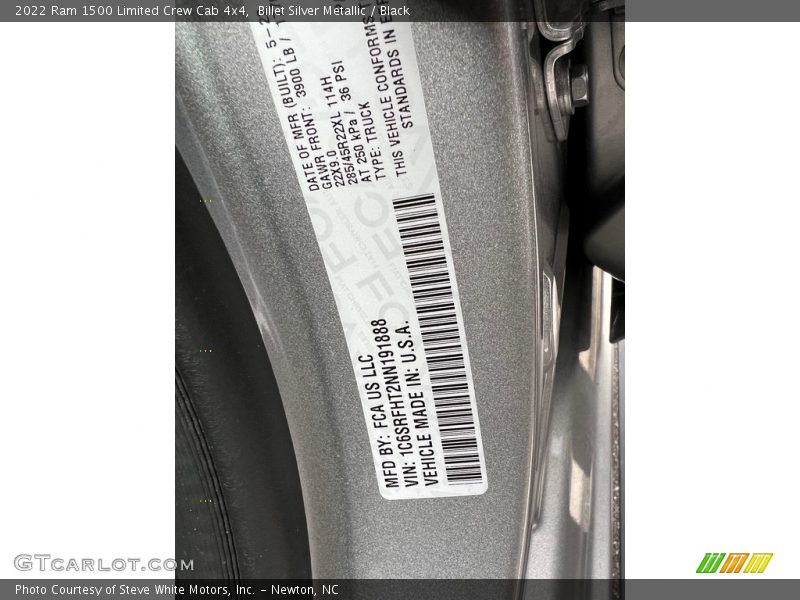 2022 Ram 1500 Limited Crew Cab 4x4, Billet Silver Metallic / Black
DATE OF MFR (BUILT): 5-2
GAWR FRONT: 3900 LB /
22X9.0
285/45R22XL 114H
AT 250 kPa / 36 PSI
TYPE: TRUCK
THIS VEHICLE CONFORMS
STANDARDS IN
MFD BY: FCA US LLC
VIN: 1C6SRFHT2NN191888
VEHICLE MADE IN: U.S.A.
GTcarlot.com
Photo Courtesy of Steve White Motors, Inc. - Newton, NC